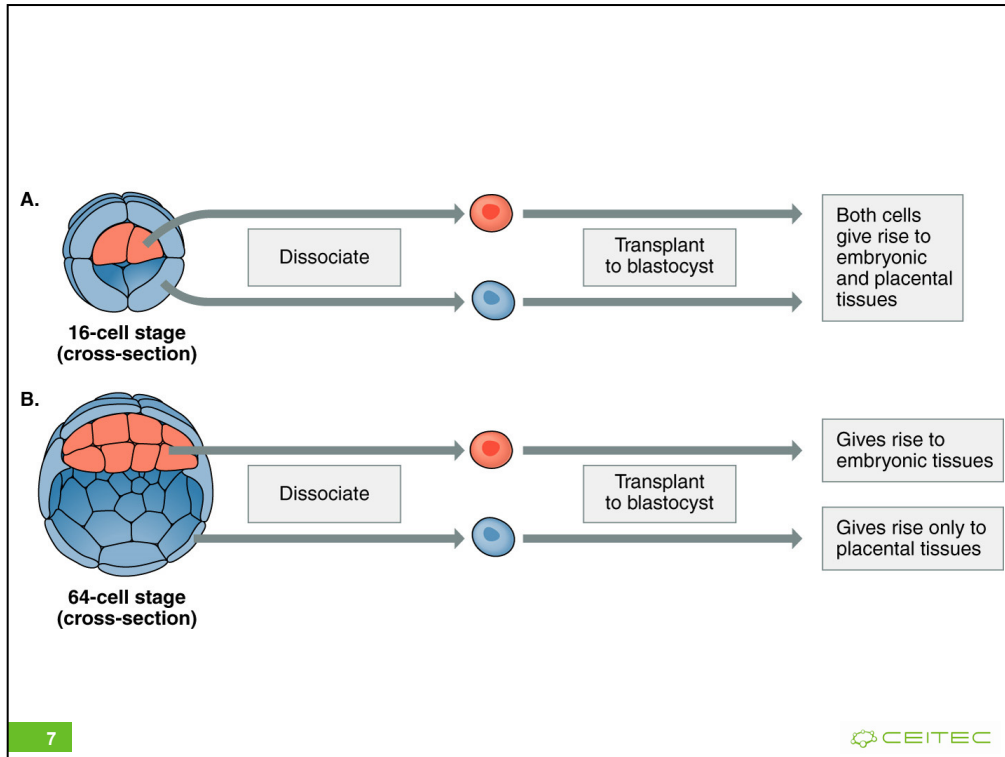 A.
Dissociate
Transplant
to blastocyst
Both cells
give rise to
embryonic
and placental
tissues
16-cell stage
(cross-section)
B.
Dissociate
Transplant
to blastocyst
Gives rise to
embryonic tissues
Gives rise only to
placental tissues
64-cell stage
(cross-section)
7
CEITEC